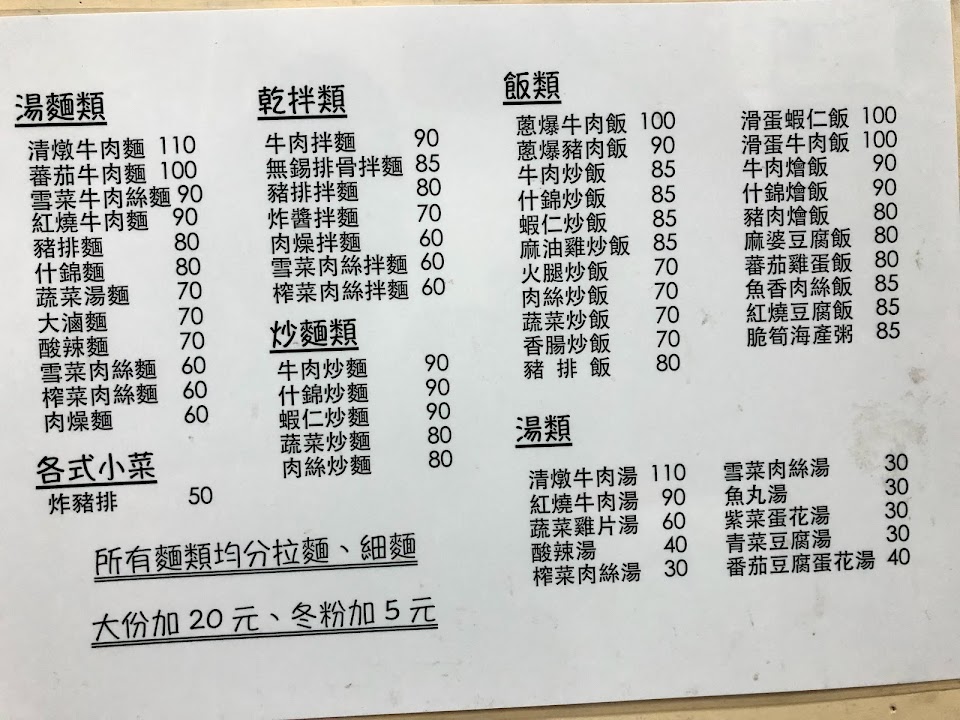 湯麵類
清燉牛肉麵 110
蕃茄牛肉麵 100
雪菜牛肉絲麵 90
紅燒牛肉麵 90
豬排麵 80
什錦麵 80
蔬菜湯麵 70
大滷麵 70
酸辣麵 70
雪菜肉絲麵 60
榨菜肉絲麵 60
肉燥麵 60
各式小菜
炸豬排 50
乾拌類
牛肉拌麵 90
無錫排骨拌麵 85
豬排拌麵 80
炸醬拌麵 70
肉燥拌麵 60
雪菜肉絲拌麵 60
榨菜肉絲拌麵 60
炒麵類
牛肉炒麵 90
什錦炒麵 90
蝦仁炒麵 90
蔬菜炒麵 80
肉絲炒麵 80
飯類
蔥爆牛肉飯 100
蔥爆豬肉飯 90
牛肉炒飯 85
什錦炒飯 85
蝦仁炒飯 85
麻油雞炒飯 85
火腿炒飯 70
肉絲炒飯 70
蔬菜炒飯 70
香腸炒飯 70
豬 排 飯 80
滑蛋蝦仁飯 100
滑蛋牛肉飯 100
牛肉燴飯 90
什錦燴飯 90
豬肉燴飯 80
麻婆豆腐飯 80
蕃茄雞蛋飯 80
魚香肉絲飯 85
紅燒豆腐飯 85
脆筍海產粥 85
湯類
清燉牛肉湯 110
紅燒牛肉湯 90
蔬菜雞片湯 60
酸辣湯 40
榨菜肉絲湯 30
雪菜肉絲湯 30
魚丸湯 30
紫菜蛋花湯 30
青菜豆腐湯 30
番茄豆腐蛋花湯 40
所有麵類均分拉麵、細麵
大份加 20 元、冬粉加 5 元